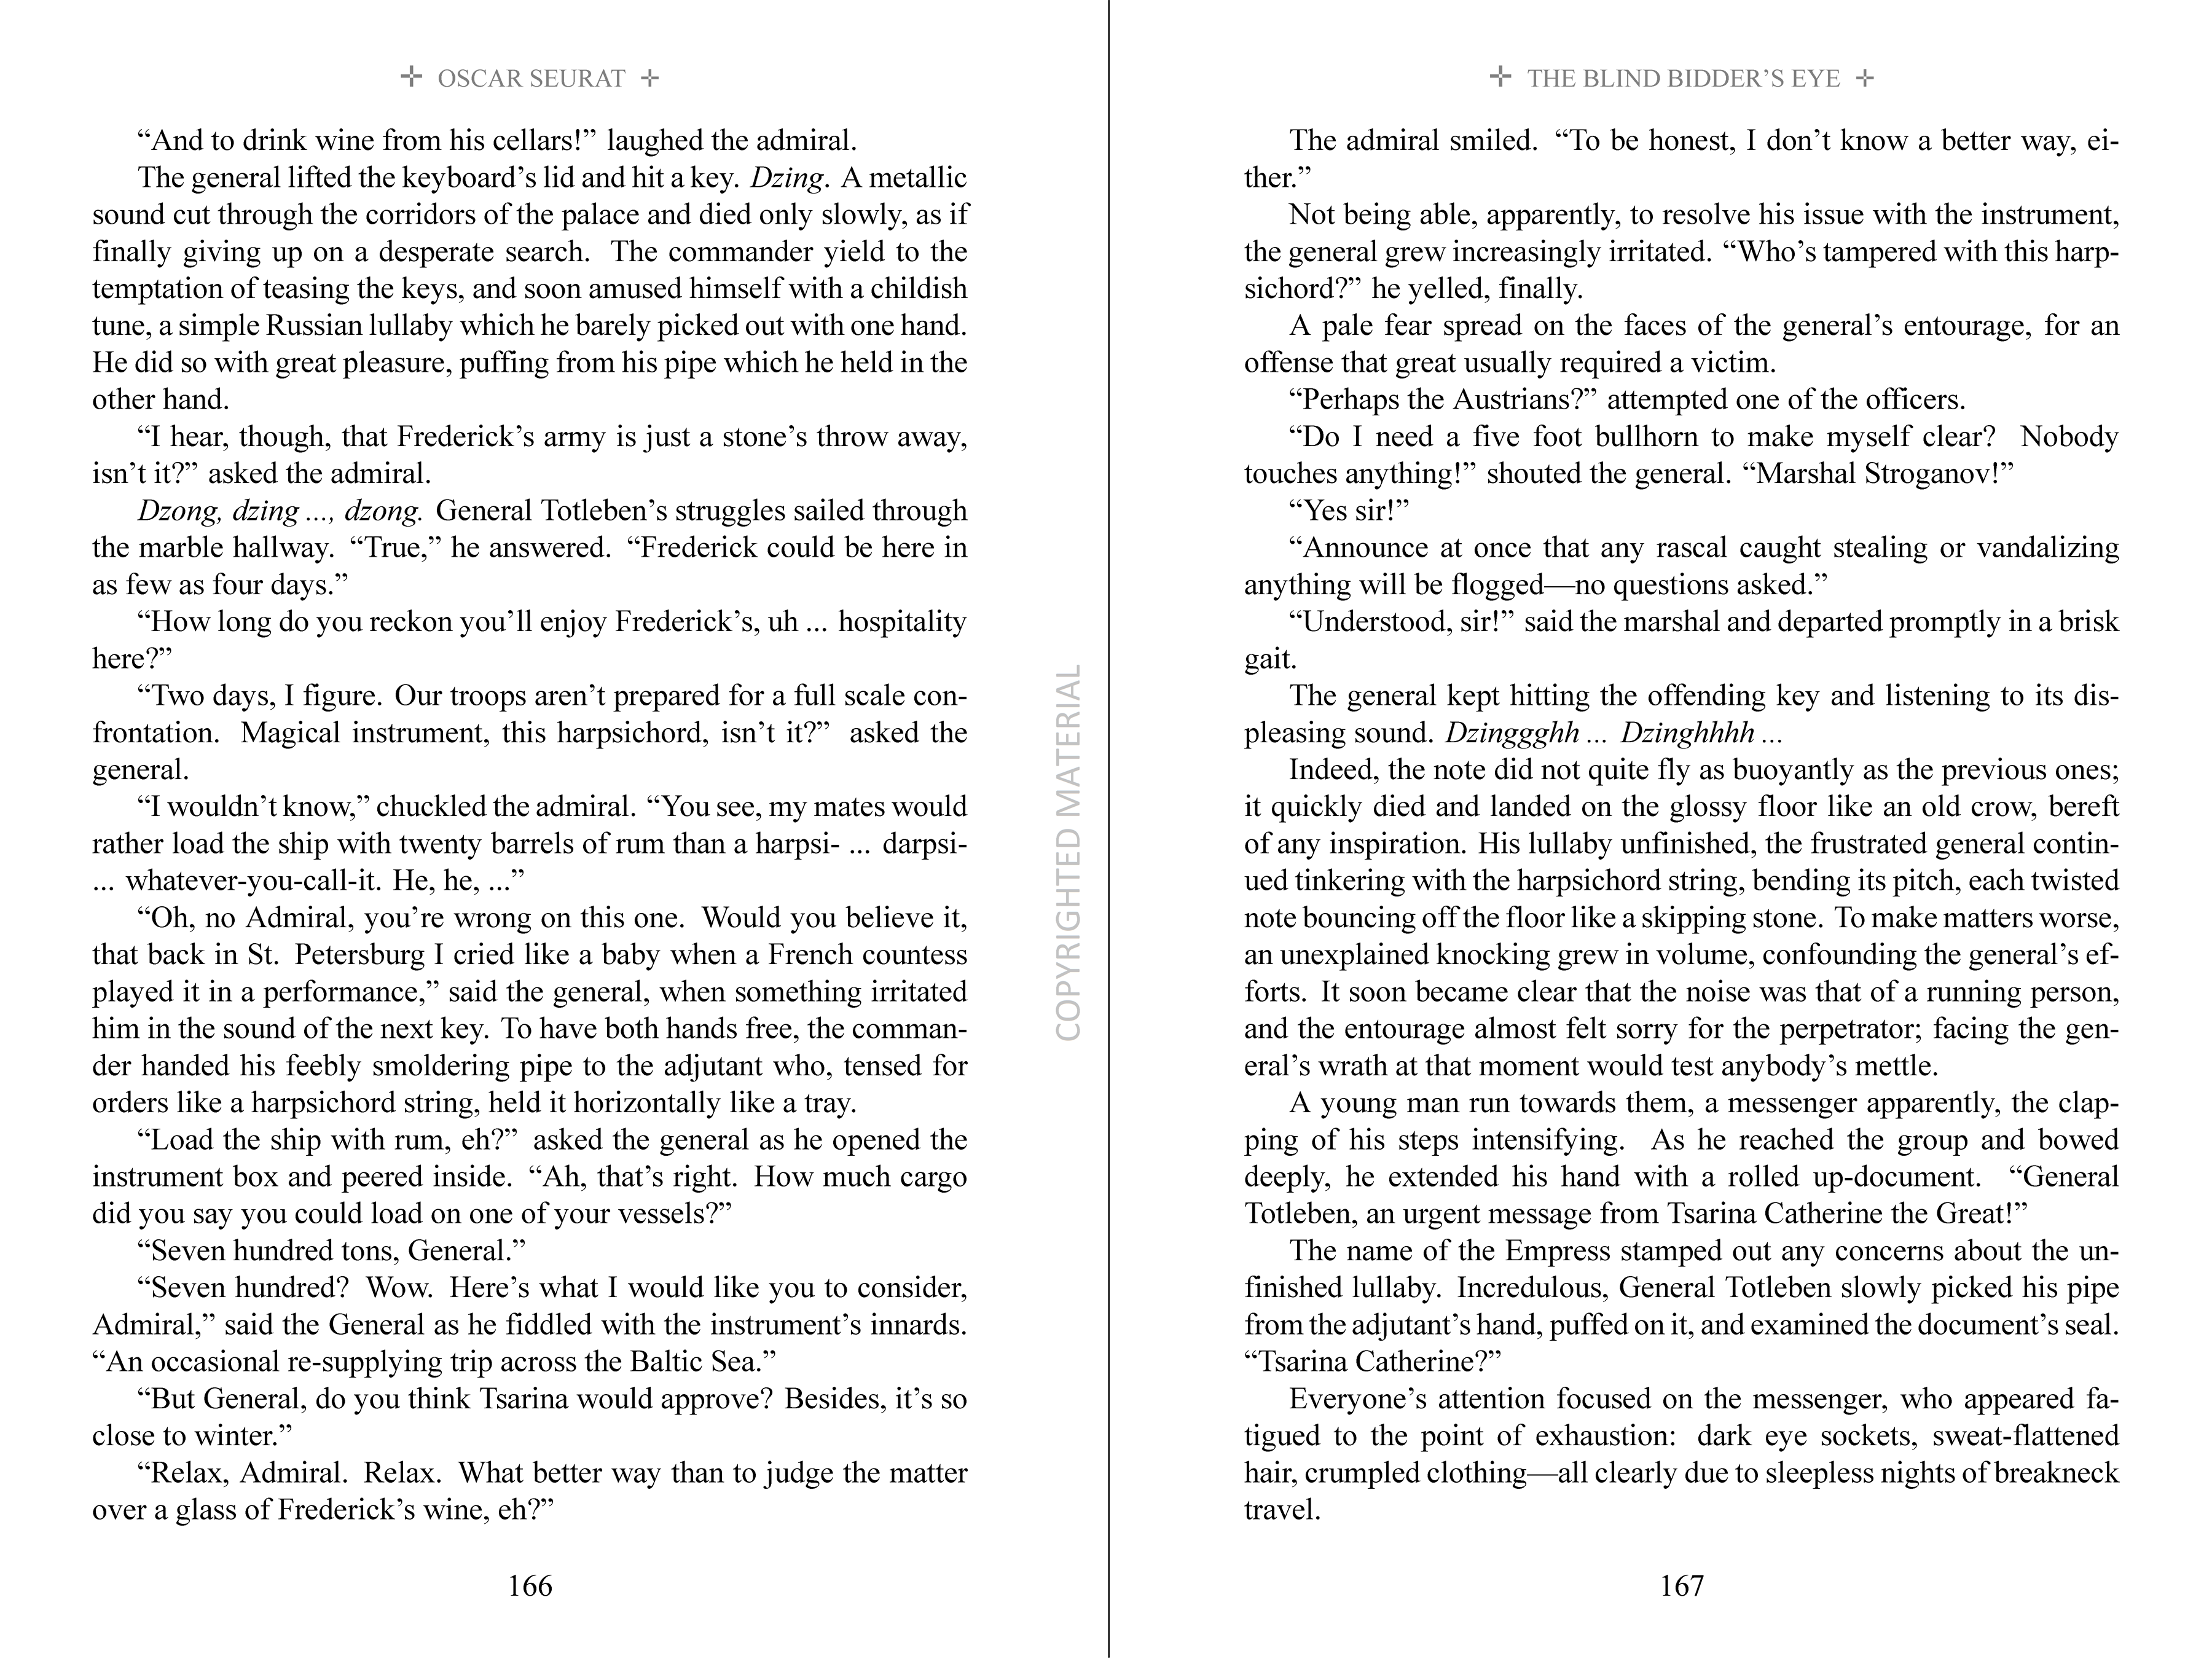 ✢ OSCAR SEURAT ✢
“And to drink wine from his cellars!” laughed the admiral.
The general lifted the keyboard’s lid and hit a key. Dzing. A metallic
sound cut through the corridors of the palace and died only slowly, as if
finally giving up on a desperate search. The commander yield to the
temptation of teasing the keys, and soon amused himself with a childish
tune, a simple Russian lullaby which he barely picked out with one hand.
He did so with great pleasure, puffing from his pipe which he held in the
other hand.
“I hear, though, that Frederick’s army is just a stone’s throw away,
isn’t it?” asked the admiral.
Dzong, dzing ..., dzong. General Totleben’s struggles sailed through
the marble hallway. “True,” he answered. “Frederick could be here in
as few as four days.”
“How long do you reckon you’ll enjoy Frederick’s, uh ... hospitality
here?”
“Two days, I figure. Our troops aren’t prepared for a full scale con-
frontation. Magical instrument, this harpsichord, isn’t it?” asked the
general.
“I wouldn’t know,” chuckled the admiral. “You see, my mates would
rather load the ship with twenty barrels of rum than a harpsi- ... darpsi-
... whatever-you-call-it. He, he, ...”
“Oh, no Admiral, you’re wrong on this one. Would you believe it,
that back in St. Petersburg I cried like a baby when a French countess
played it in a performance,” said the general, when something irritated
him in the sound of the next key. To have both hands free, the comman-
der handed his feebly smoldering pipe to the adjutant who, tensed for
orders like a harpsichord string, held it horizontally like a tray.
“Load the ship with rum, eh?” asked the general as he opened the
instrument box and peered inside. “Ah, that’s right. How much cargo
did you say you could load on one of your vessels?”
“Seven hundred tons, General.”
“Seven hundred? Wow. Here’s what I would like you to consider,
Admiral,” said the General as he fiddled with the instrument’s innards.
“An occasional re-supplying trip across the Baltic Sea.”
“But General, do you think Tsarina would approve? Besides, it’s so
close to winter.”
“Relax, Admiral. Relax. What better way than to judge the matter
over a glass of Frederick’s wine, eh?”
166
COPYRIGHTED MATERIAL
✢ THE BLIND BIDDER’S EYE ✢
The admiral smiled. “To be honest, I don’t know a better way, ei-
ther.”
Not being able, apparently, to resolve his issue with the instrument,
the general grew increasingly irritated. “Who’s tampered with this harp-
sichord?” he yelled, finally.
A pale fear spread on the faces of the general’s entourage, for an
offense that great usually required a victim.
“Perhaps the Austrians?” attempted one of the officers.
“Do I need a five foot bullhorn to make myself clear? Nobody
touches anything!” shouted the general. “Marshal Stroganov!”
“Yes sir!”
“Announce at once that any rascal caught stealing or vandalizing
anything will be flogged—no questions asked.”
“Understood, sir!” said the marshal and departed promptly in a brisk
gait.
The general kept hitting the offending key and listening to its dis-
pleasing sound. Dzinggghh ... Dzinghhhh ...
Indeed, the note did not quite fly as buoyantly as the previous ones;
it quickly died and landed on the glossy floor like an old crow, bereft
of any inspiration. His lullaby unfinished, the frustrated general contin-
ued tinkering with the harpsichord string, bending its pitch, each twisted
note bouncing off the floor like a skipping stone. To make matters worse,
an unexplained knocking grew in volume, confounding the general’s ef-
forts. It soon became clear that the noise was that of a running person,
and the entourage almost felt sorry for the perpetrator; facing the gen-
eral’s wrath at that moment would test anybody’s mettle.
A young man run towards them, a messenger apparently, the clap-
ping of his steps intensifying. As he reached the group and bowed
deeply, he extended his hand with a rolled up-document. “General
Totleben, an urgent message from Tsarina Catherine the Great!”
The name of the Empress stamped out any concerns about the un-
finished lullaby. Incredulous, General Totleben slowly picked his pipe
from the adjutant’s hand, puffed on it, and examined the document’s seal.
“Tsarina Catherine?”
Everyone’s attention focused on the messenger, who appeared fa-
tigued to the point of exhaustion: dark eye sockets, sweat-flattened
hair, crumpled clothing—all clearly due to sleepless nights of breakneck
travel.
167